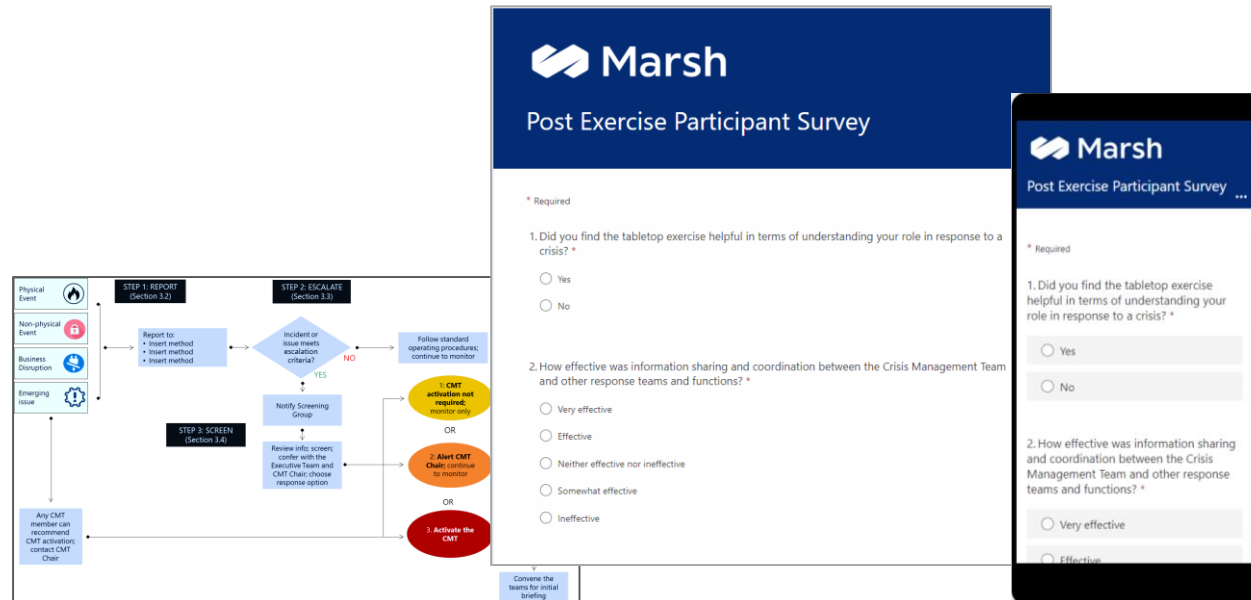 Physical
Event
Non-physical
Event
Business
Disruption
Emerging
issue
STEP 1: REPORT
(Section 3.2)
Report to:
• Insert method
• Insert method
• Insert method
STEP 2: ESCALATE
(Section 3.3)
Incident or
issue meets
escalation
criteria?
NO
YES
Follow standard
operating procedures;
continue to monitor
Notify Screening
Group
STEP 3: SCREEN
(Section 3.4)
Review info; screen;
confer with the
Executive Team and
CMT Chair; choose
response option
1: CMT
activation not
required;
monitor only
OR
2: Alert CMT
Chair; continue
to monitor
OR
3. Activate the
CMT
Any CMT
member can
recommend
CMT activation;
contact CMT
Chair
Convene the
teams for initial
briefing
Marsh
Post Exercise Participant Survey
* Required
1. Did you find the tabletop exercise helpful in terms of understanding your role in response to a
crisis? *
Yes
No
2. How effective was information sharing and coordination between the Crisis Management Team
and other response teams and functions? *
Very effective
Effective
Neither effective nor ineffective
Somewhat effective
Ineffective
Marsh
Post Exercise Participant Survey
...
* Required
1. Did you find the tabletop exercise
helpful in terms of understanding your
role in response to a crisis? *
Yes
No
2. How effective was information sharing
and coordination between the Crisis
Management Team and other response
teams and functions? *
Very effective
Effective